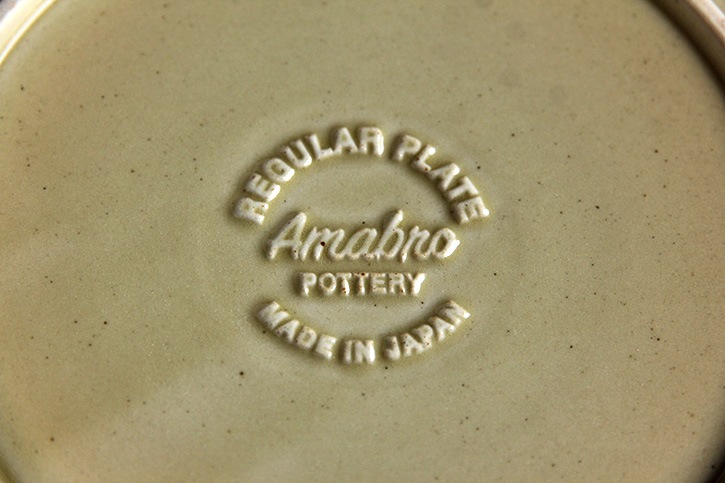 REGULAR PLATE
Amabro
POTTERY
MADE IN JAPAN